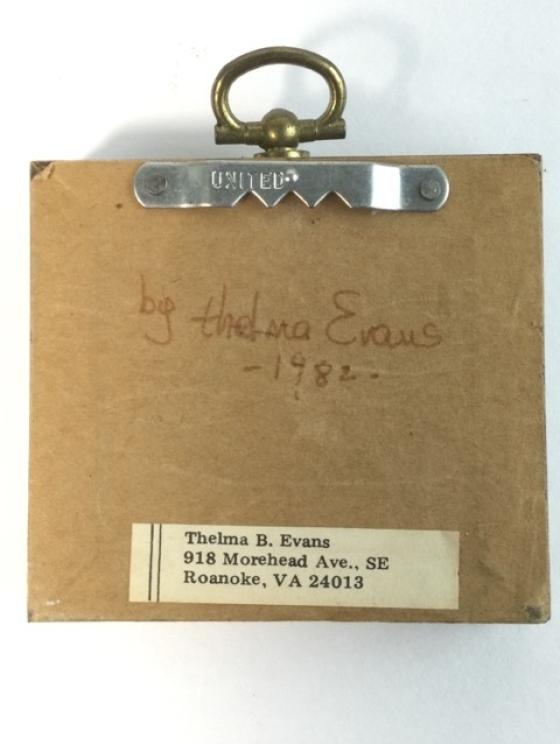 UNITED
by Thelma Evans
-1982.
Thelma B. Evans
918 Morehead Ave., SE
Roanoke, VA 24013